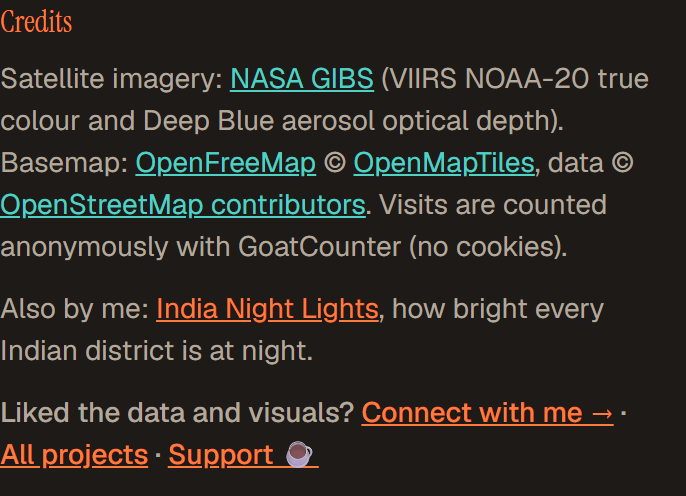 Credits
Satellite imagery: NASA GIBS (VIIRS NOAA-20 true
colour and Deep Blue aerosol optical depth).
Basemap: OpenFreeMap © OpenMapTiles, data ©
OpenStreetMap contributors. Visits are counted
anonymously with GoatCounter (no cookies).
Also by me: India Night Lights, how bright every
Indian district is at night.
Liked the data and visuals? Connect with me → ·
All projects · Support ☕